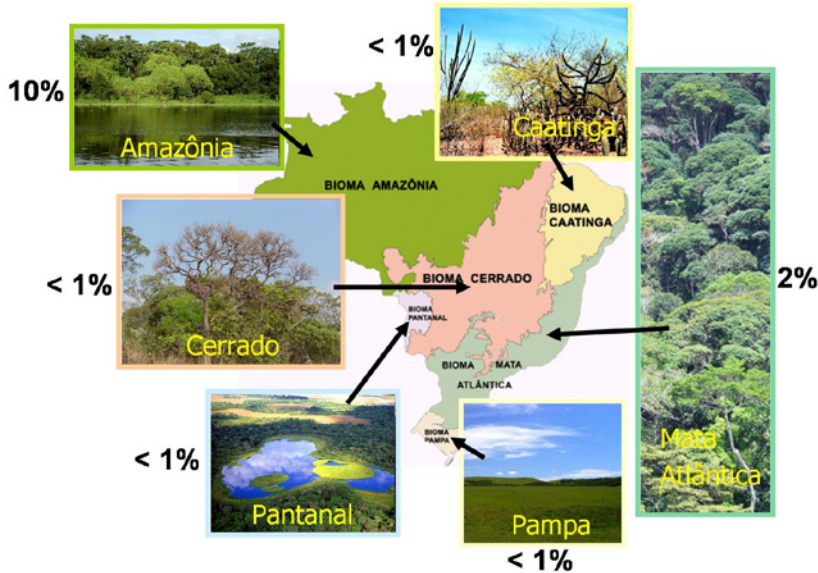 < 1%
10%
Amazônia
Caatinga
BIOMA AMAZÔNIA
BIOMA
CAATINGA
< 1%
BIOMA CERRADO
2%
Cerrado
BIOMA
PANTANAL
BIOMA MATA
ATLÂNTICA
< 1%
Pantanal
BIOMA
PAMPA
Pampa
< 1%
Mata
Atlântica